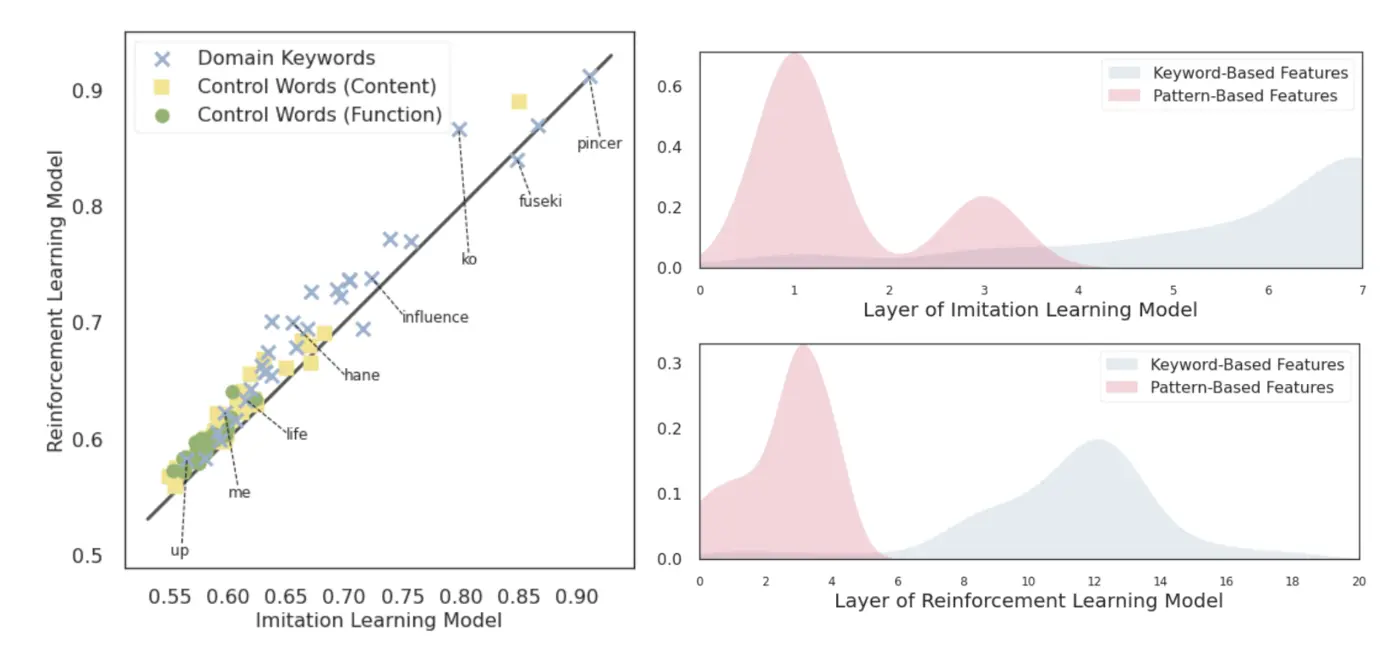 Domain Keywords
Control Words (Content)
Control Words (Function)
0.9
0.8
0.7
0.6
0.5
Reinforcement Learning Model
pincer
fuseki
ko
influence
hane
life
me
up
0.55 0.60 0.65 0.70 0.75 0.80 0.85 0.90
Imitation Learning Model
Keyword-Based Features
Pattern-Based Features
0.6
0.4
0.2
0.0
0 1 2 3 4 5 6 7
Layer of Imitation Learning Model
Keyword-Based Features
Pattern-Based Features
0.3
0.2
0.1
0.0
0 2 4 6 8 10 12 14 16 18 20
Layer of Reinforcement Learning Model